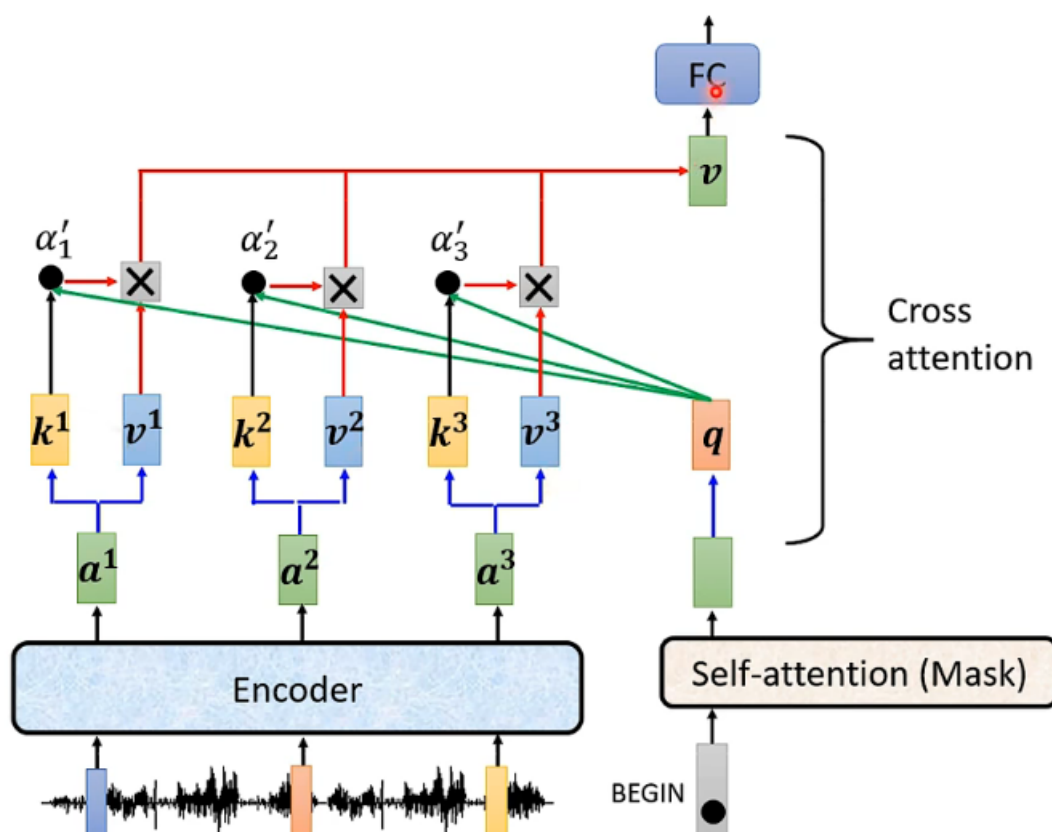 FC
v
α′₁
α′₂
α′₃
Cross
attention
k¹
v¹
k²
v²
k³
v³
q
a¹
a²
a³
Encoder
Self-attention (Mask)
BEGIN